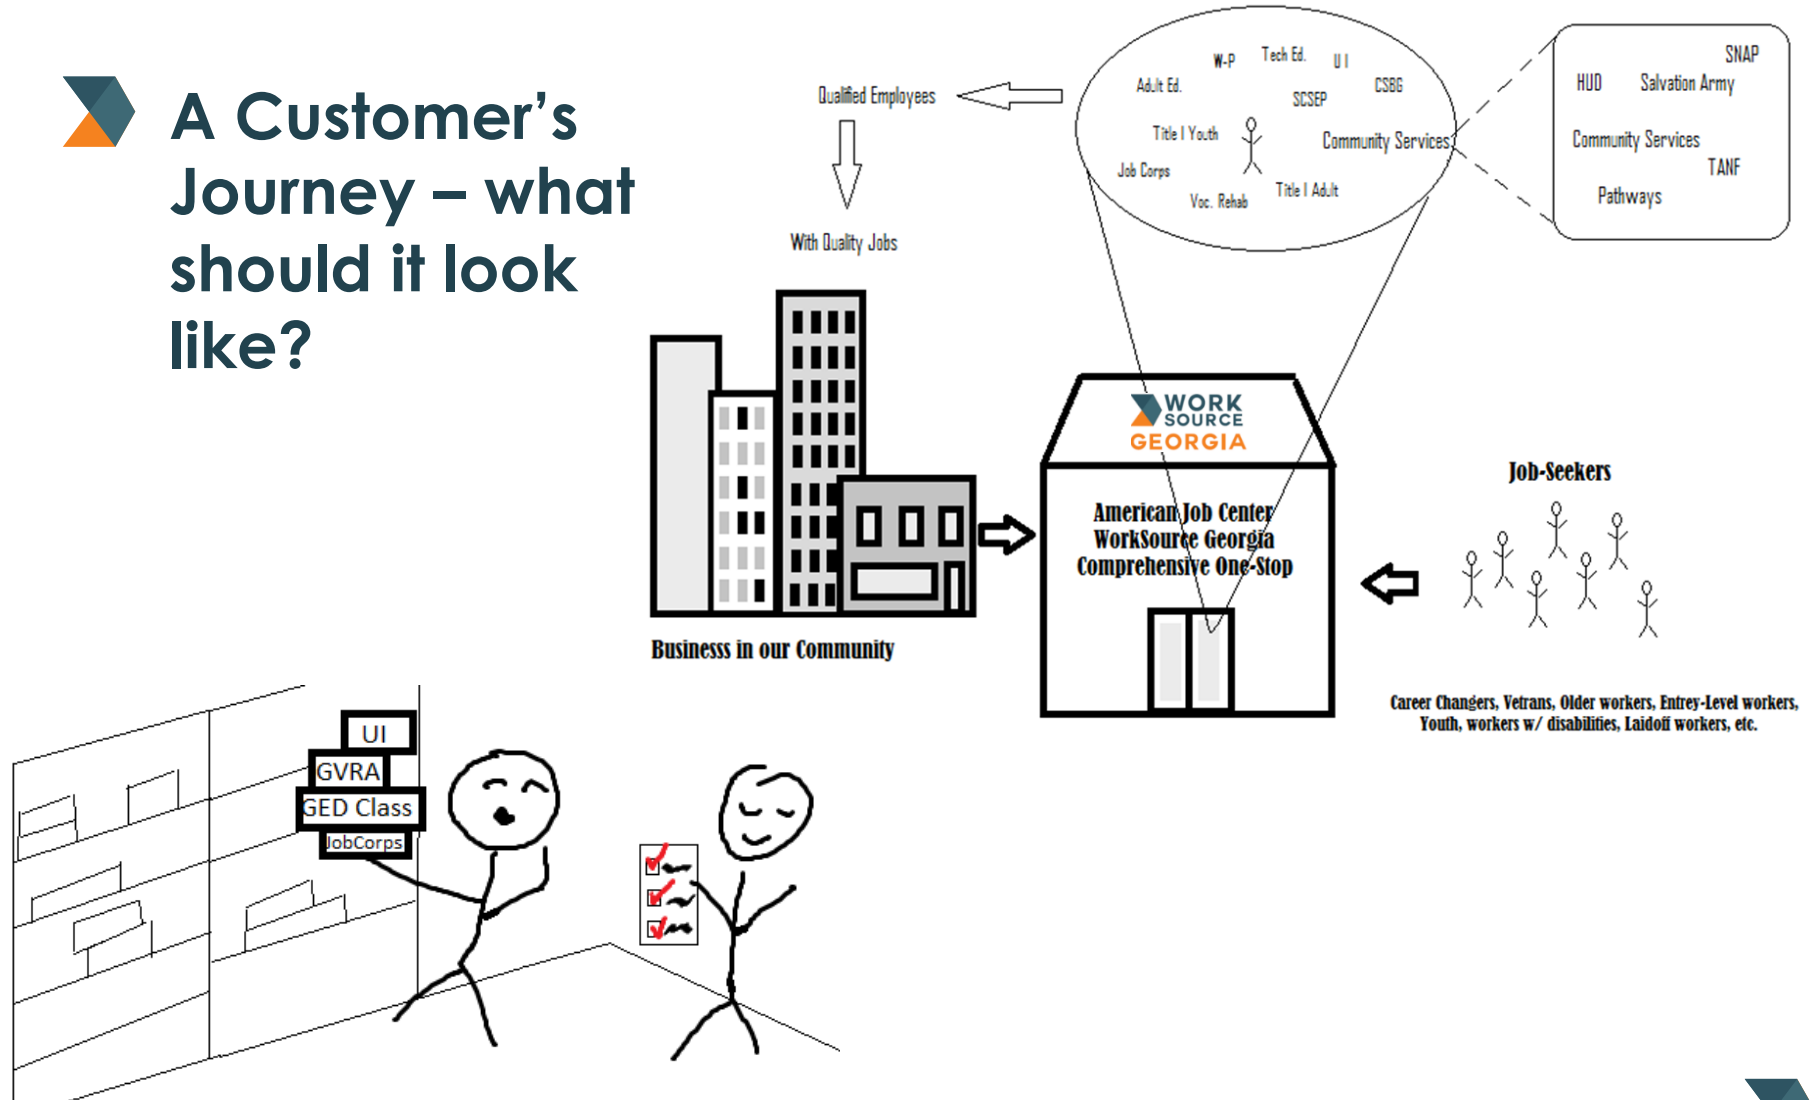 A Customer's
Journey – what
should it look
like?
Qualified Employees
With Quality Jobs
W-P
Tech Ed.
U I
Adult Ed.
SCSEP
CSBG
Title I Youth
Community Services
Job Corps
Voc. Rehab
Title I Adult
SNAP
HUD
Salvation Army
Community Services
TANF
Pathways
WORK
SOURCE
GEORGIA
American Job Center
WorkSource Georgia
Comprehensive One-Stop
Job-Seekers
Businesss in our Community
Career Changers, Vetrans, Older workers, Entrey-Level workers,
Youth, workers w/ disabilities, Laidoff workers, etc.
UI
GVRA
GED Class
JobCorps